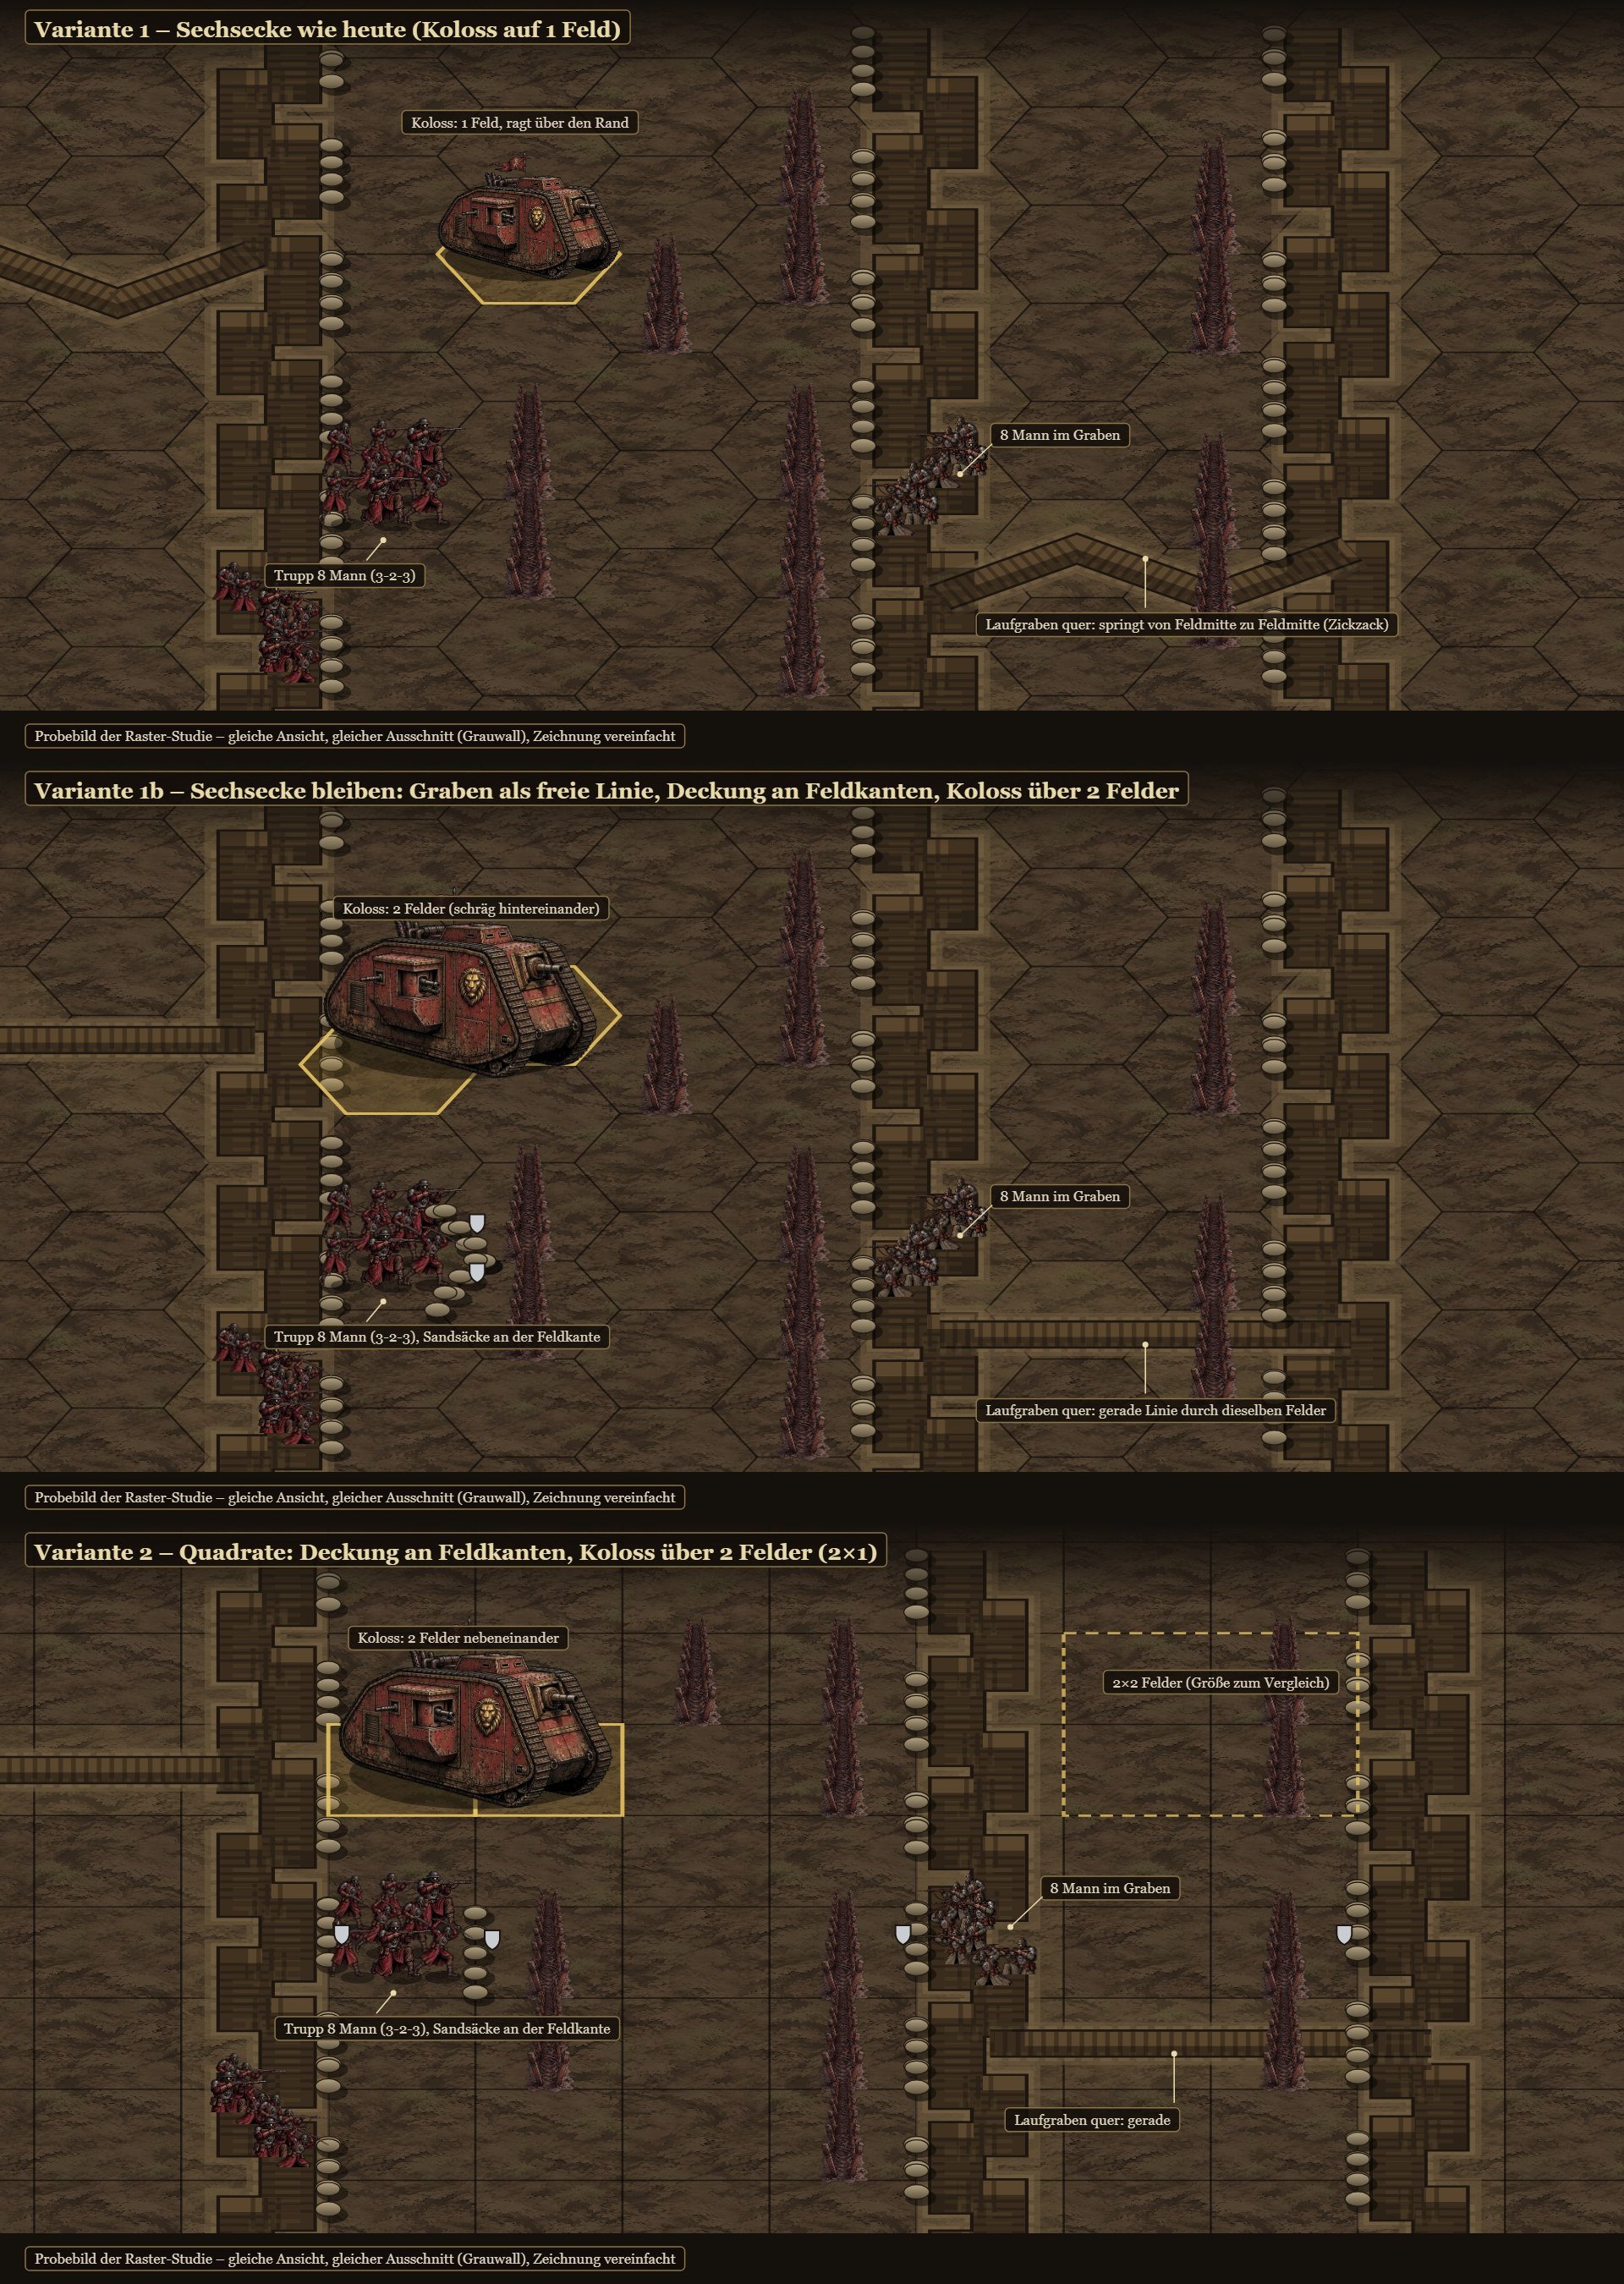 Variante 1 – Sechsecke wie heute (Koloss auf 1 Feld)
Koloss: 1 Feld, ragt über den Rand
8 Mann im Graben
Trupp 8 Mann (3-2-3)
Laufgraben quer: springt von Feldmitte zu Feldmitte (Zickzack)
Probebild der Raster-Studie – gleiche Ansicht, gleicher Ausschnitt (Grauwall), Zeichnung vereinfacht
Variante 1b – Sechsecke bleiben: Graben als freie Linie, Deckung an Feldkanten, Koloss über 2 Felder
Koloss: 2 Felder (schräg hintereinander)
8 Mann im Graben
Trupp 8 Mann (3-2-3), Sandsäcke an der Feldkante
Laufgraben quer: gerade Linie durch dieselben Felder
Probebild der Raster-Studie – gleiche Ansicht, gleicher Ausschnitt (Grauwall), Zeichnung vereinfacht
Variante 2 – Quadrate: Deckung an Feldkanten, Koloss über 2 Felder (2×1)
Koloss: 2 Felder nebeneinander
2×2 Felder (Größe zum Vergleich)
8 Mann im Graben
Trupp 8 Mann (3-2-3), Sandsäcke an der Feldkante
Laufgraben quer: gerade
Probebild der Raster-Studie – gleiche Ansicht, gleicher Ausschnitt (Grauwall), Zeichnung vereinfacht